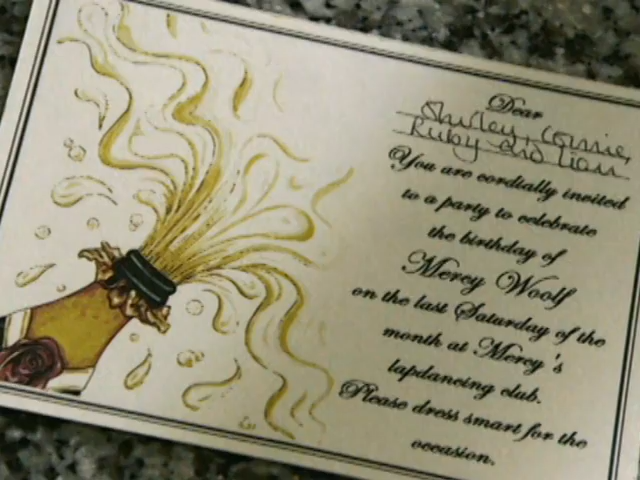 Dear
Shirley, Connie,
Ruby and Liam
You are cordially invited
to a party to celebrate
the birthday of
Mercy Woolf
on the last Saturday of the
month at Mercy's
lapdancing club.
Please dress smart for the
occasion.